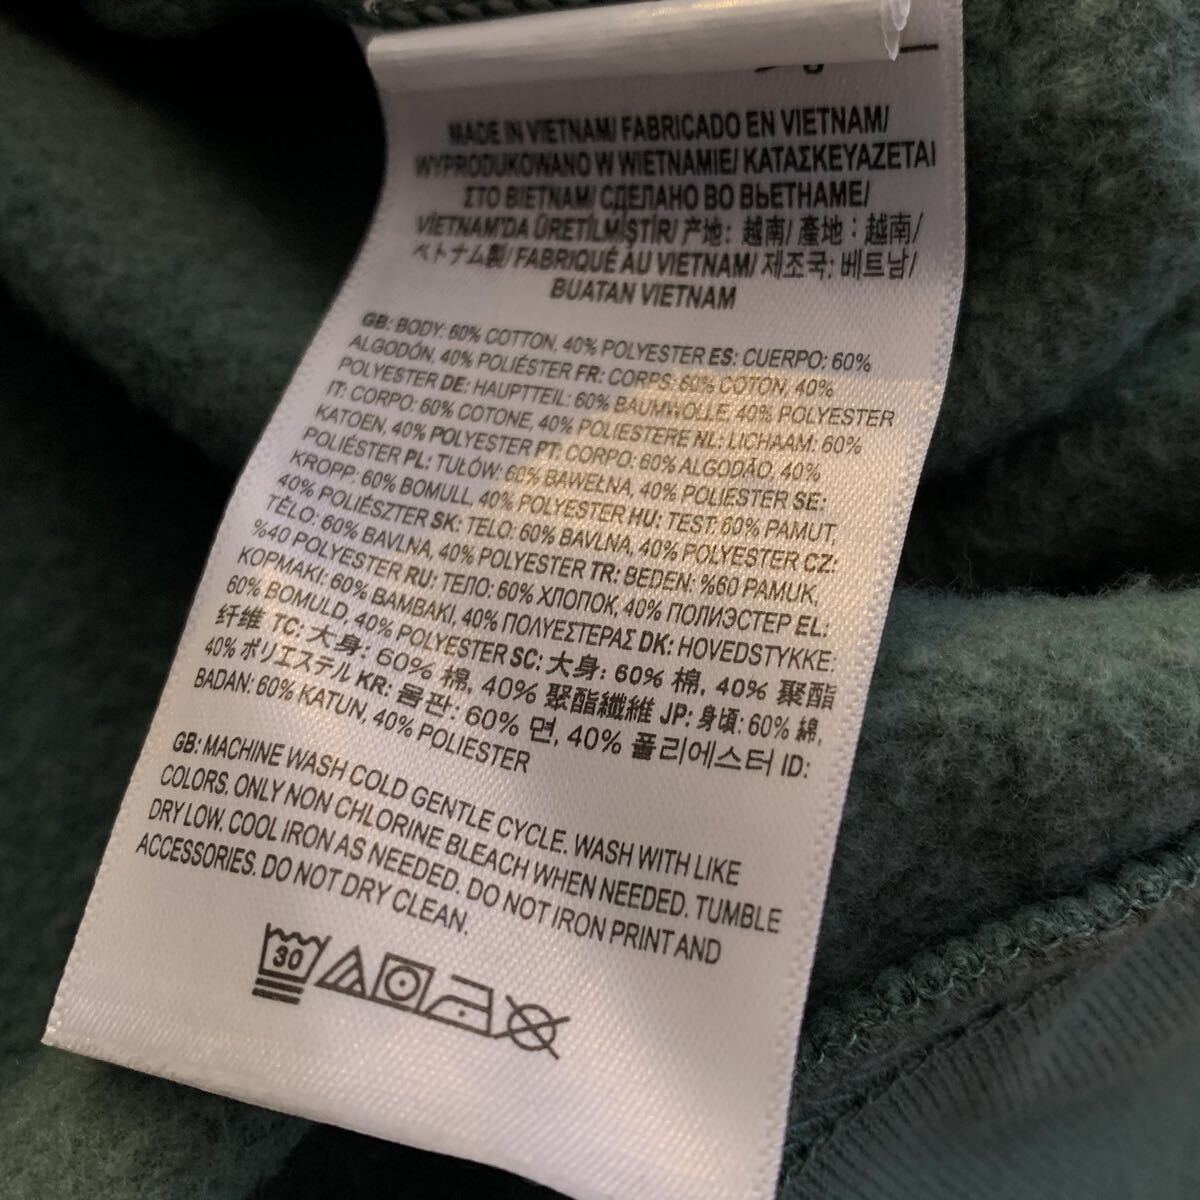 MADE IN VIETNAM/ FABRICADO EN VIETNAM/
WYPRODUKOWANO W WIETNAMIE/ ΚΑΤΑΣΚΕΥΑΖΕΤΑΙ
ΣΤΟ ΒΙΕΤΝΑΜ/ СДЕЛАНО ВО ВЬЕТНАМЕ/
VİETNAM'DA ÜRETİLMİŞTİR/ 产地: 越南/ 產地:越南/
ベトナム製/ FABRIQUÉ AU VIETNAM/ 제조국: 베트남/
BUATAN VIETNAM
GB: BODY: 60% COTTON, 40% POLYESTER ES: CUERPO: 60%
ALGODÓN, 40% POLIÉSTER FR: CORPS: 60% COTON, 40%
POLYESTER DE: HAUPTTEIL: 60% BAUMWOLLE, 40% POLYESTER
IT: CORPO: 60% COTONE, 40% POLIESTERE NL: LICHAAM: 60%
KATOEN, 40% POLYESTER PT: CORPO: 60% ALGODÃO, 40%
POLIÉSTER PL: TUŁÓW: 60% BAWEŁNA, 40% POLIESTER SE:
KROPP: 60% BOMULL, 40% POLYESTER HU: TEST: 60% PAMUT,
40% POLIÉSZTER SK: TELO: 60% BAVLNA, 40% POLYESTER CZ:
TĚLO: 60% BAVLNA, 40% POLYESTER TR: BEDEN: %60 PAMUK,
%40 POLYESTER RU: ТЕЛО: 60% ХЛОПОК, 40% ПОЛИЭСТЕР EL:
ΚΟΡΜΑΚΙ: 60% ΒΑΜΒΑΚΙ, 40% ΠΟΛΥΕΣΤΕΡΑΣ DK: HOVEDSTYKKE:
60% BOMULD, 40% POLYESTER SC: 大身: 60% 棉, 40% 聚酯
纤维 TC: 大身: 60% 棉, 40% 聚酯纖維 JP: 身頃: 60% 綿,
40% ポリエステル KR: 몸판: 60% 면, 40% 폴리에스터 ID:
BADAN: 60% KATUN, 40% POLIESTER
GB: MACHINE WASH COLD GENTLE CYCLE. WASH WITH LIKE
COLORS. ONLY NON CHLORINE BLEACH WHEN NEEDED. TUMBLE
DRY LOW. COOL IRON AS NEEDED. DO NOT IRON PRINT AND
ACCESSORIES. DO NOT DRY CLEAN.
30